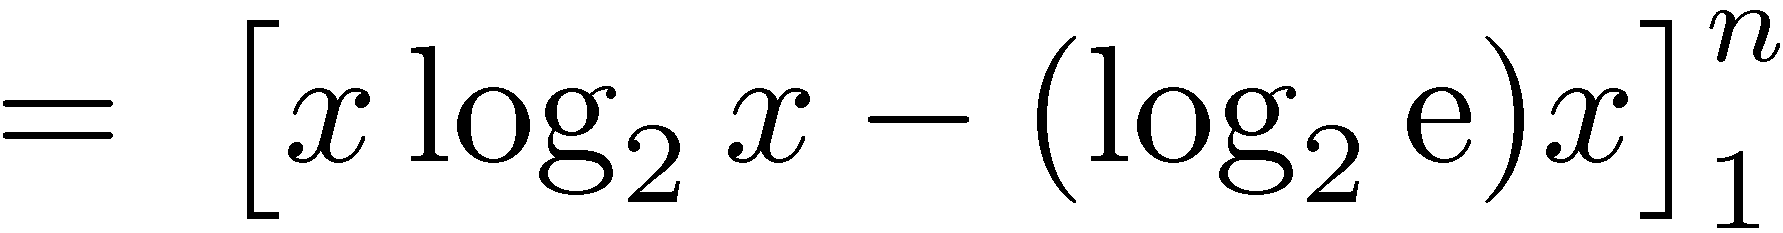 = [x log₂ x − (log₂ e)x]₁ⁿ